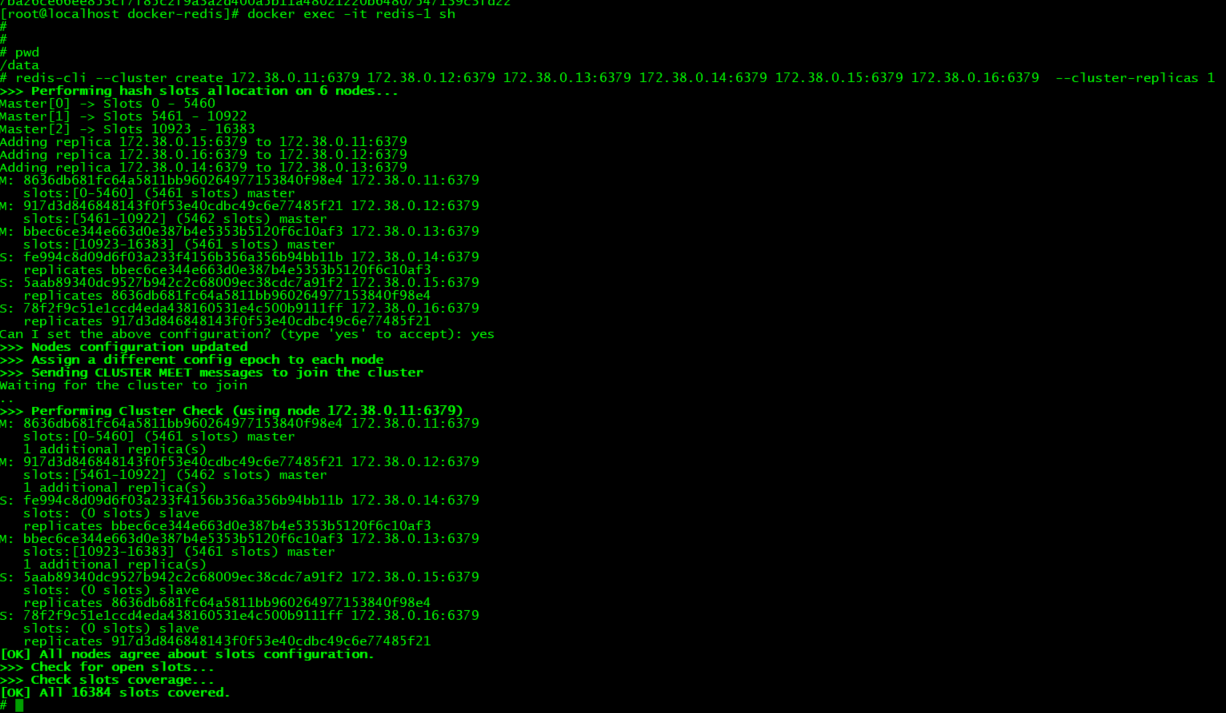 [root@localhost docker-redis]# docker exec -it redis-1 sh
#
#
# pwd
/data
# redis-cli --cluster create 172.38.0.11:6379 172.38.0.12:6379 172.38.0.13:6379 172.38.0.14:6379 172.38.0.15:6379 172.38.0.16:6379  --cluster-replicas 1
>>> Performing hash slots allocation on 6 nodes...
Master[0] -> Slots 0 - 5460
Master[1] -> Slots 5461 - 10922
Master[2] -> Slots 10923 - 16383
Adding replica 172.38.0.15:6379 to 172.38.0.11:6379
Adding replica 172.38.0.16:6379 to 172.38.0.12:6379
Adding replica 172.38.0.14:6379 to 172.38.0.13:6379
M: 8636db681fc64a5811bb960264977153840f98e4 172.38.0.11:6379
   slots:[0-5460] (5461 slots) master
M: 917d3d846848143f0f53e40cdbc49c6e77485f21 172.38.0.12:6379
   slots:[5461-10922] (5462 slots) master
M: bbec6ce344e663d0e387b4e5353b5120f6c10af3 172.38.0.13:6379
   slots:[10923-16383] (5461 slots) master
S: fe994c8d09d6f03a233f4156b356a356b94bb11b 172.38.0.14:6379
   replicates bbec6ce344e663d0e387b4e5353b5120f6c10af3
S: 5aab89340dc9527b942c2c68009ec38cdc7a91f2 172.38.0.15:6379
   replicates 8636db681fc64a5811bb960264977153840f98e4
S: 78f2f9c51e1ccd4eda438160531e4c500b9111ff 172.38.0.16:6379
   replicates 917d3d846848143f0f53e40cdbc49c6e77485f21
Can I set the above configuration? (type 'yes' to accept): yes
>>> Nodes configuration updated
>>> Assign a different config epoch to each node
>>> Sending CLUSTER MEET messages to join the cluster
Waiting for the cluster to join
..
>>> Performing Cluster Check (using node 172.38.0.11:6379)
M: 8636db681fc64a5811bb960264977153840f98e4 172.38.0.11:6379
   slots:[0-5460] (5461 slots) master
   1 additional replica(s)
M: 917d3d846848143f0f53e40cdbc49c6e77485f21 172.38.0.12:6379
   slots:[5461-10922] (5462 slots) master
   1 additional replica(s)
S: fe994c8d09d6f03a233f4156b356a356b94bb11b 172.38.0.14:6379
   slots: (0 slots) slave
   replicates bbec6ce344e663d0e387b4e5353b5120f6c10af3
M: bbec6ce344e663d0e387b4e5353b5120f6c10af3 172.38.0.13:6379
   slots:[10923-16383] (5461 slots) master
   1 additional replica(s)
S: 5aab89340dc9527b942c2c68009ec38cdc7a91f2 172.38.0.15:6379
   slots: (0 slots) slave
   replicates 8636db681fc64a5811bb960264977153840f98e4
S: 78f2f9c51e1ccd4eda438160531e4c500b9111ff 172.38.0.16:6379
   slots: (0 slots) slave
   replicates 917d3d846848143f0f53e40cdbc49c6e77485f21
[OK] All nodes agree about slots configuration.
>>> Check for open slots...
>>> Check slots coverage...
[OK] All 16384 slots covered.
#